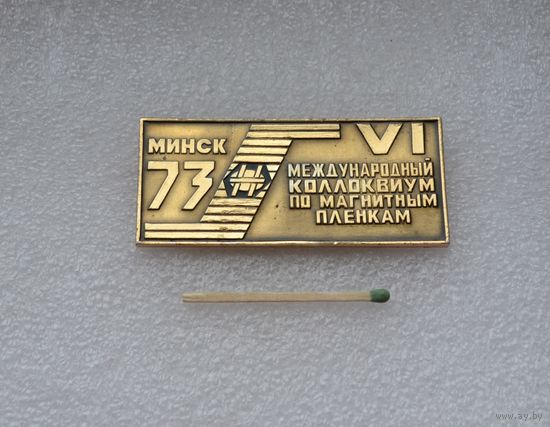 МИНСК
73
VI
МЕЖДУНАРОДНЫЙ
КОЛЛОКВИУМ
ПО МАГНИТНЫМ
ПЛЕНКАМ
www.ay.by